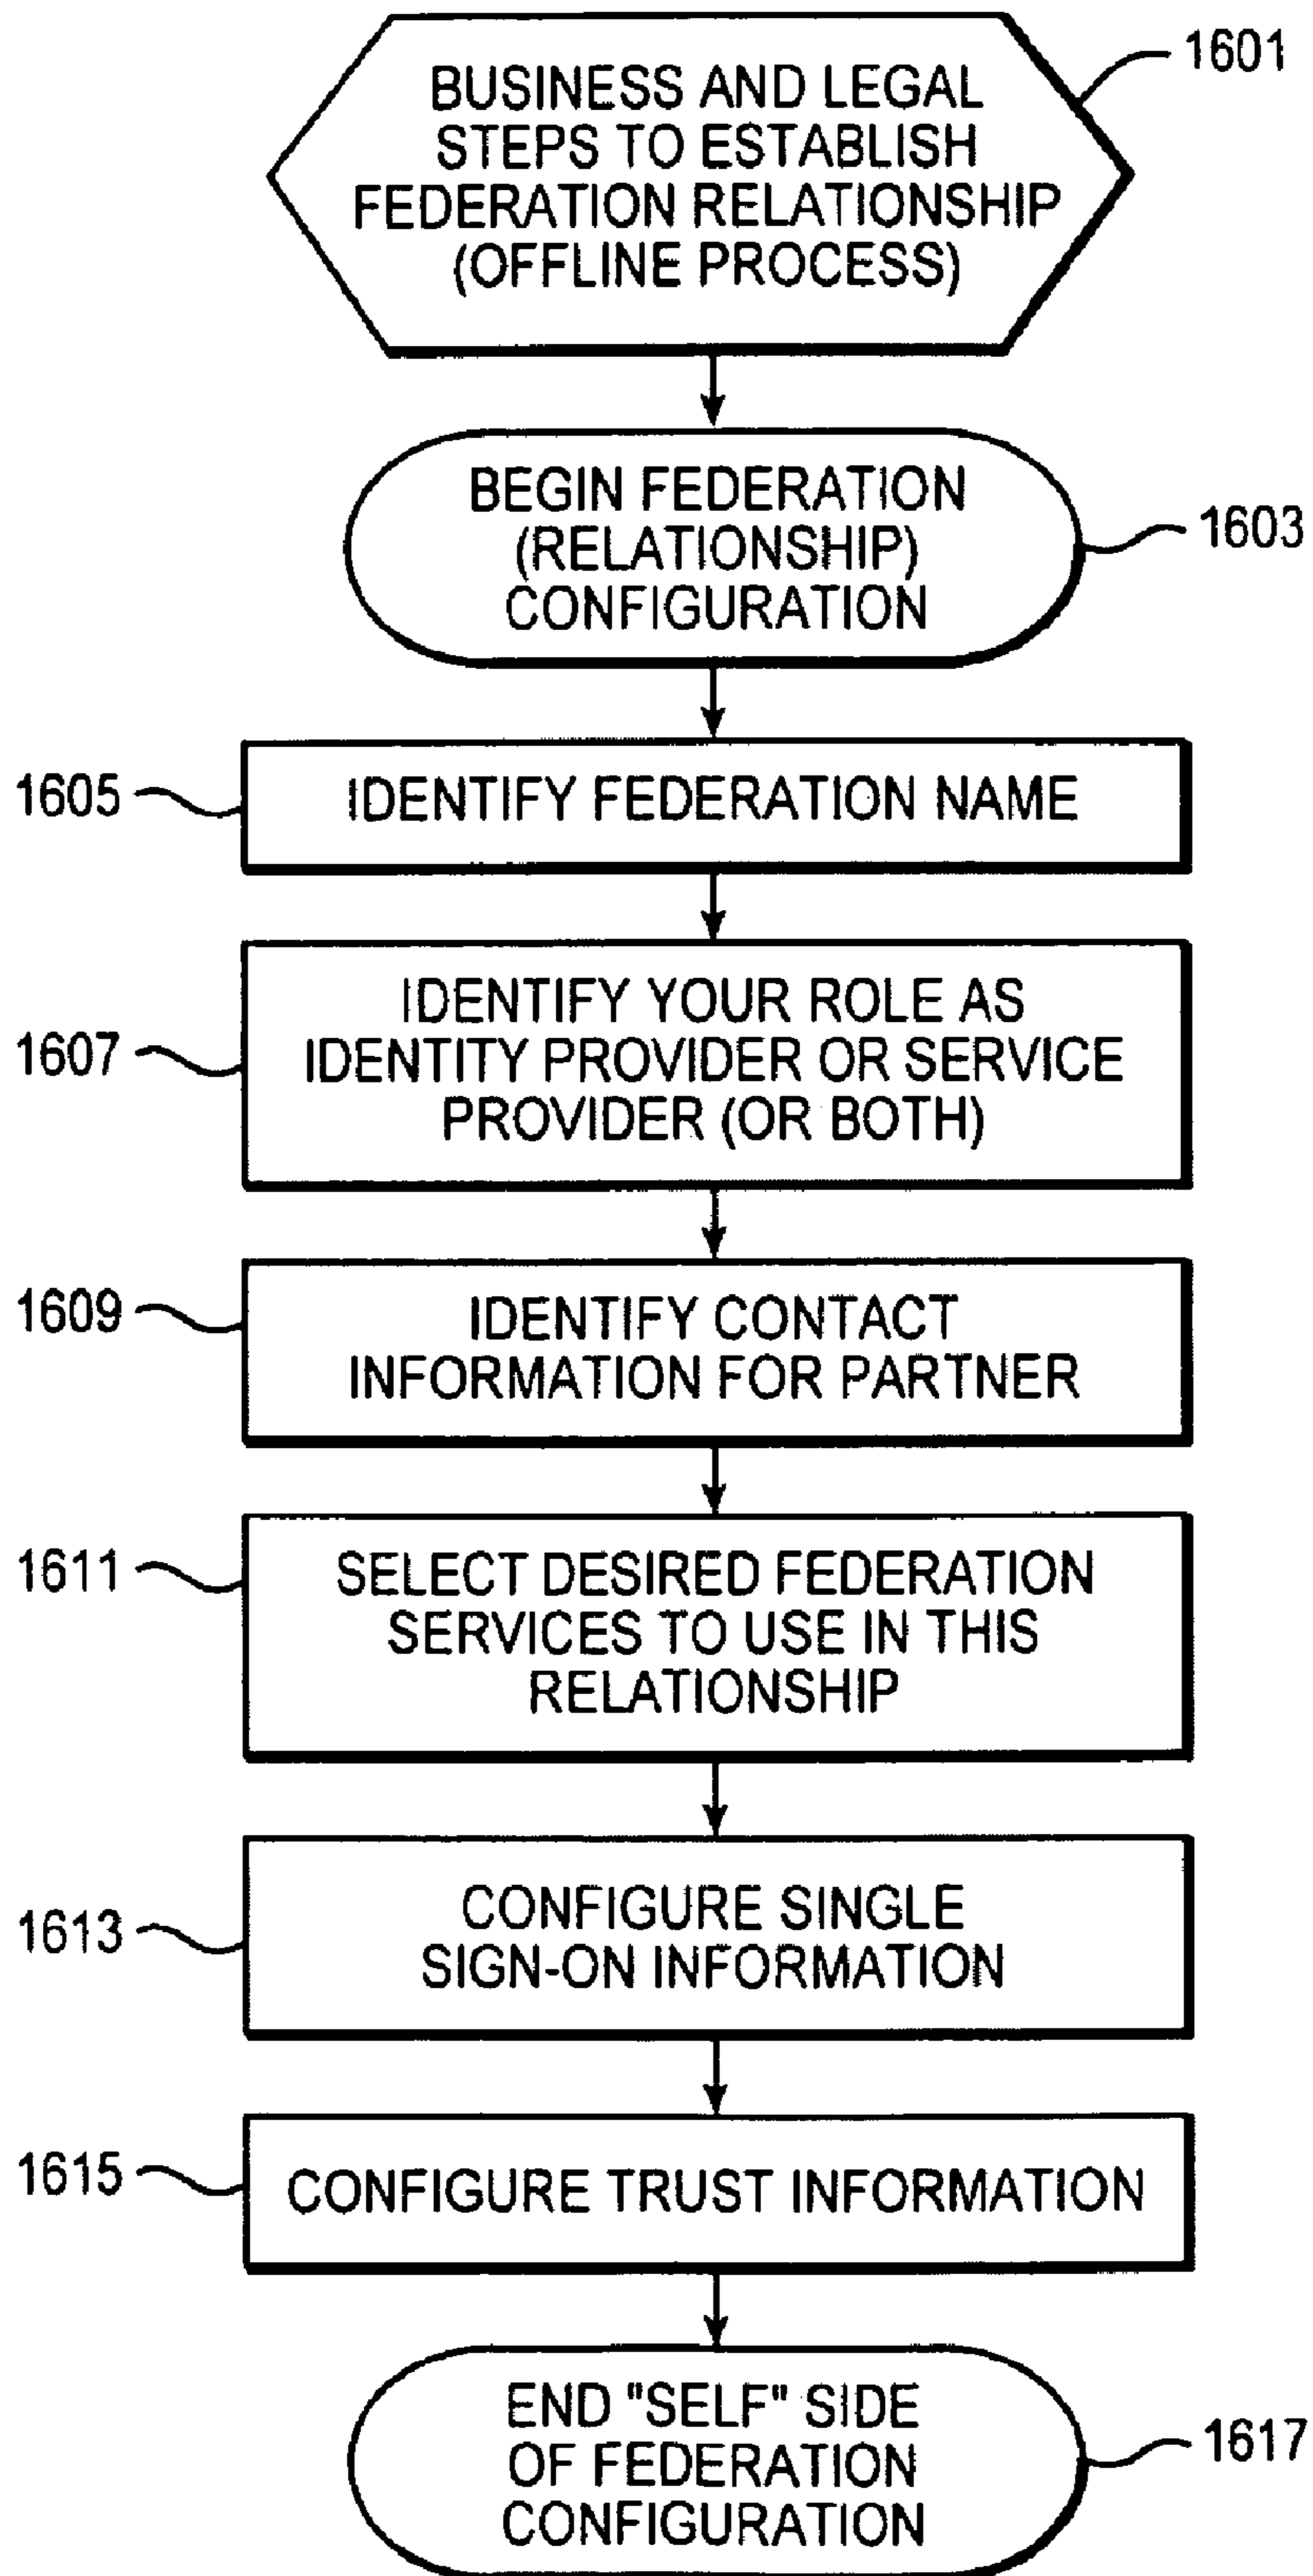 BUSINESS AND LEGAL
STEPS TO ESTABLISH
FEDERATION RELATIONSHIP
(OFFLINE PROCESS)
1601
BEGIN FEDERATION
(RELATIONSHIP)
CONFIGURATION
1603
1605
IDENTIFY FEDERATION NAME
1607
IDENTIFY YOUR ROLE AS
IDENTITY PROVIDER OR SERVICE
PROVIDER (OR BOTH)
1609
IDENTIFY CONTACT
INFORMATION FOR PARTNER
1611
SELECT DESIRED FEDERATION
SERVICES TO USE IN THIS
RELATIONSHIP
1613
CONFIGURE SINGLE
SIGN-ON INFORMATION
1615
CONFIGURE TRUST INFORMATION
END "SELF" SIDE
OF FEDERATION
CONFIGURATION
1617